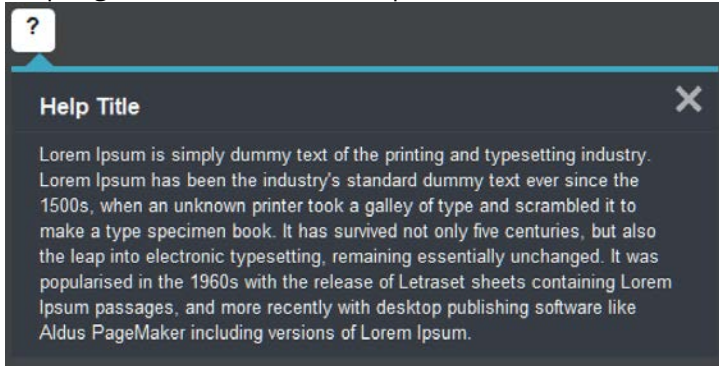 ?
Help Title
Lorem Ipsum is simply dummy text of the printing and typesetting industry.
Lorem Ipsum has been the industry's standard dummy text ever since the
1500s, when an unknown printer took a galley of type and scrambled it to
make a type specimen book. It has survived not only five centuries, but also
the leap into electronic typesetting, remaining essentially unchanged. It was
popularised in the 1960s with the release of Letraset sheets containing Lorem
Ipsum passages, and more recently with desktop publishing software like
Aldus PageMaker including versions of Lorem Ipsum.